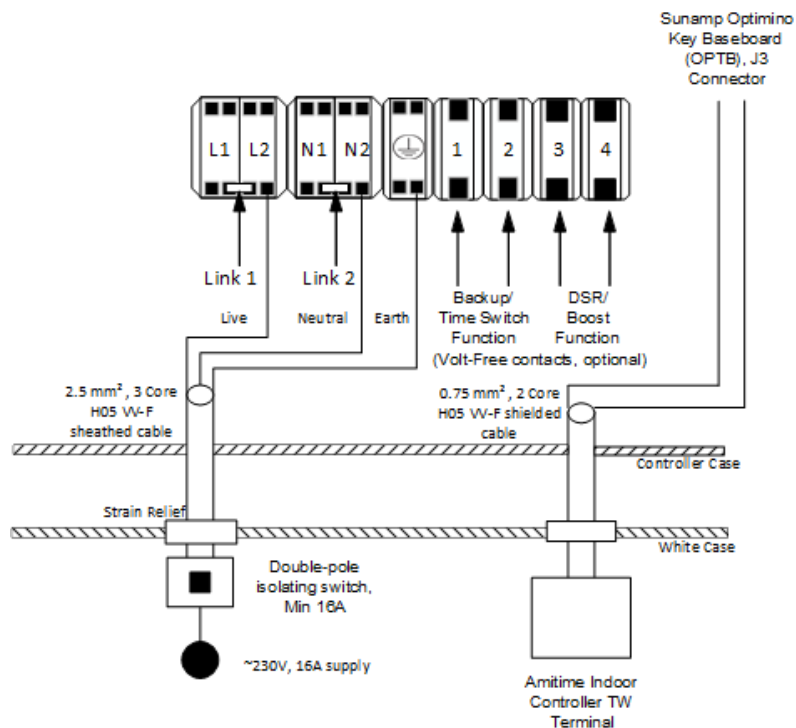 Sunamp Optimino
Key Baseboard
(OPTB), J3
Connector
L1 L2 N1 N2 1 2 3 4
Link 1
Link 2
Live
Neutral
Earth
Backup/
Time Switch
Function
DSR/
Boost
Function
(Volt-Free contacts, optional)
2.5 mm², 3 Core
H05 VV-F
sheathed cable
0.75 mm², 2 Core
H05 VV-F shielded
cable
Controller Case
Strain Relief
White Case
Double-pole
isolating switch,
Min 16A
~230V, 16A supply
Amitime Indoor
Controller TW
Terminal